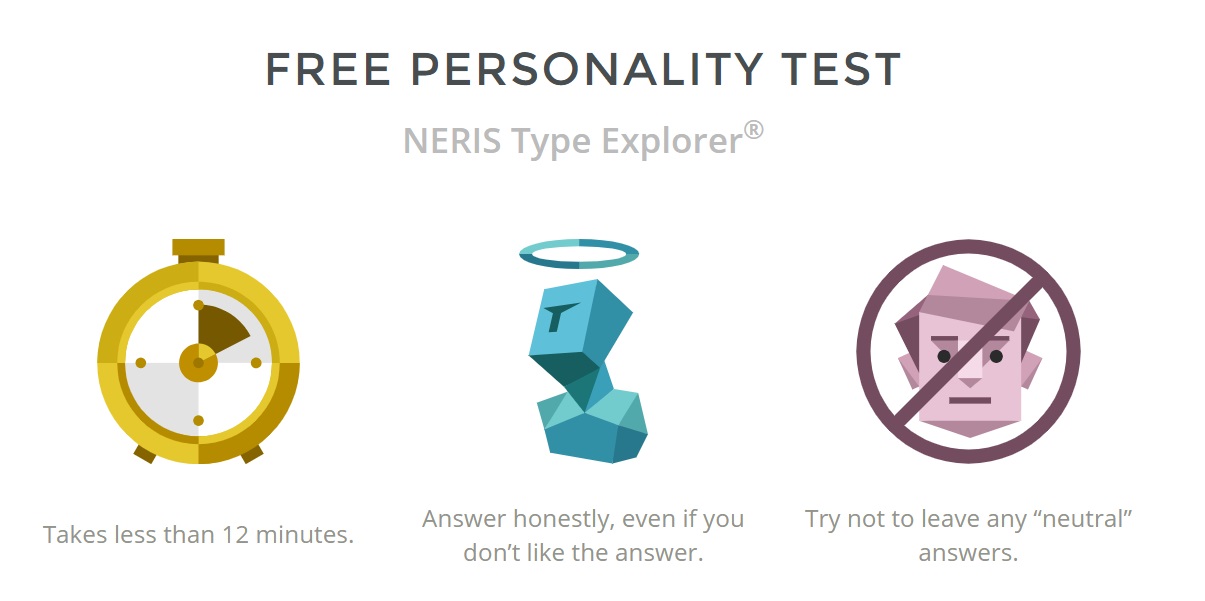 FREE PERSONALITY TEST
NERIS Type Explorer®
Takes less than 12 minutes.
Answer honestly, even if you
don’t like the answer.
Try not to leave any “neutral”
answers.